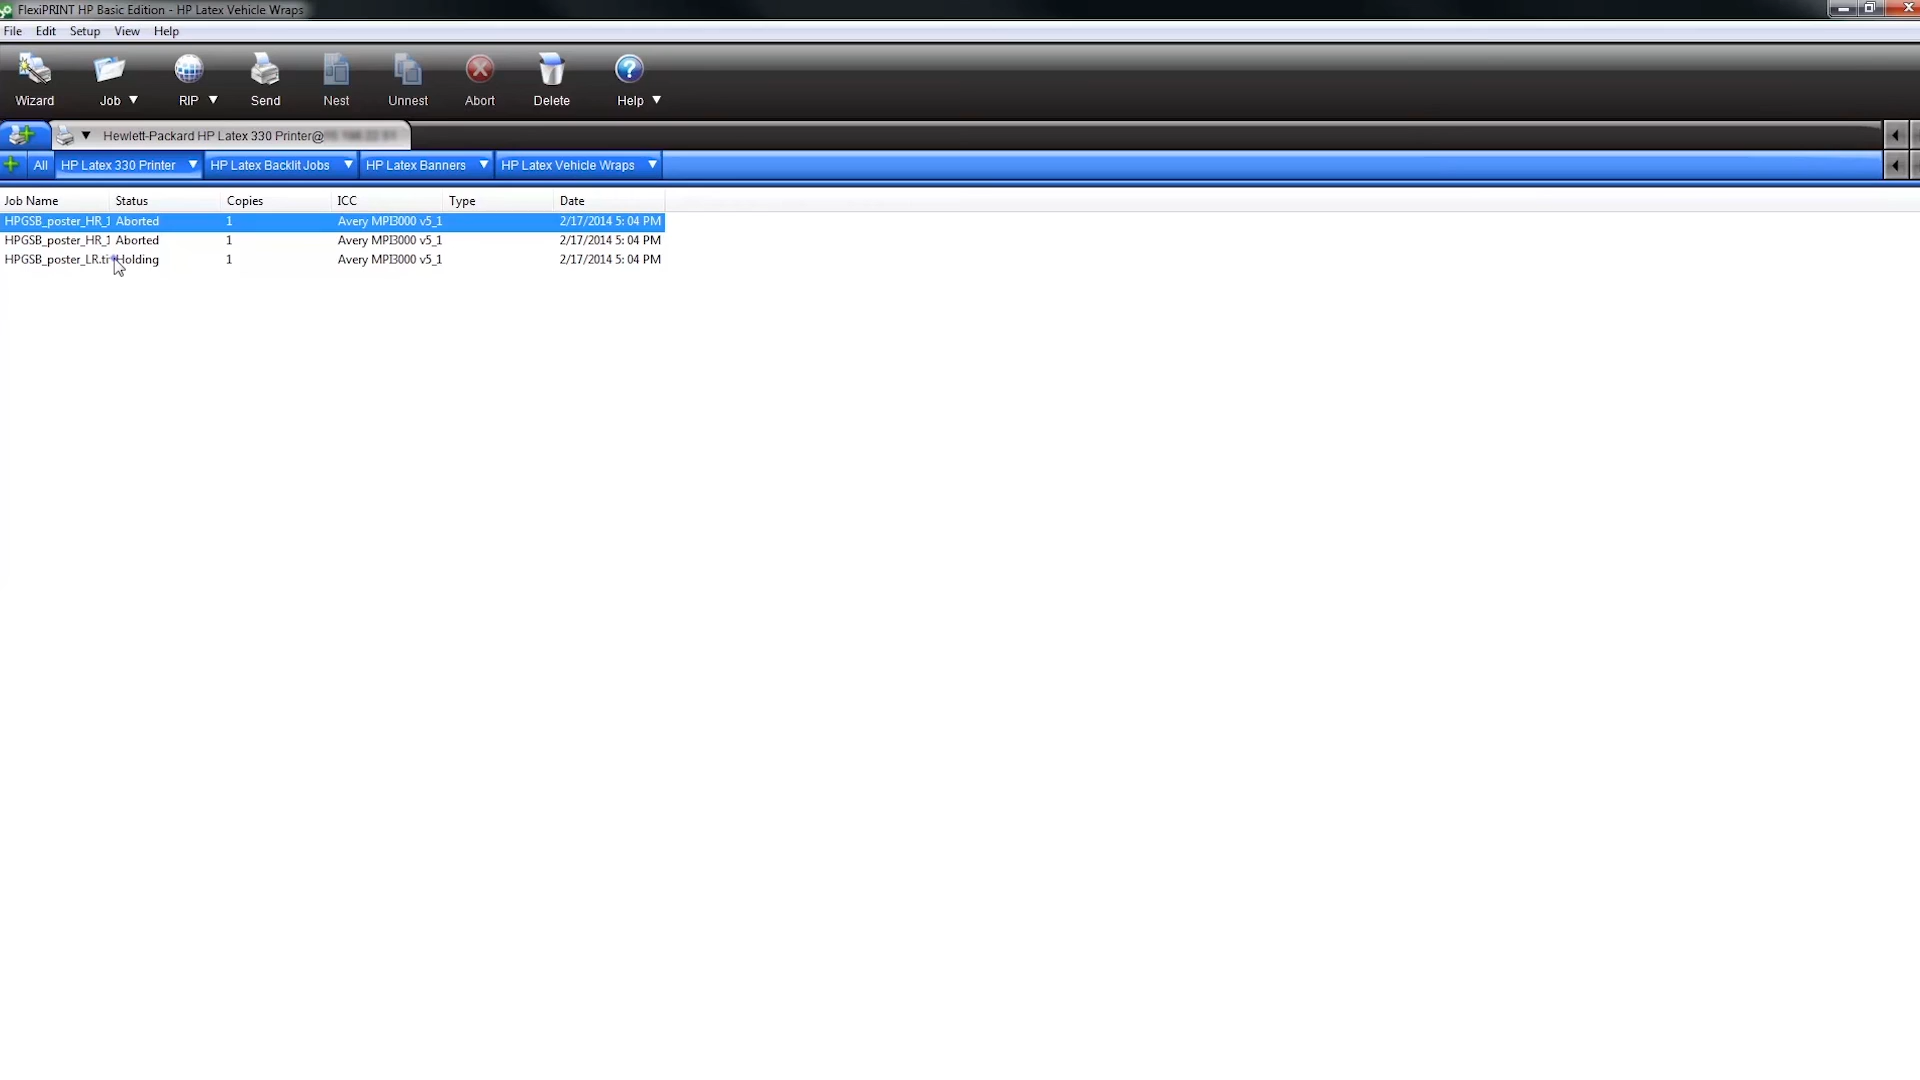 FlexiPRINT HP Basic Edition - HP Latex Vehicle Wraps
File Edit Setup View Help
Wizard Job RIP Send Nest Unnest Abort Delete Help
Hewlett-Packard HP Latex 330 Printer@
All HP Latex 330 Printer HP Latex Backlit Jobs HP Latex Banners HP Latex Vehicle Wraps
Job Name Status Copies ICC Type Date
HPGSB_poster_HR_1 Aborted 1 Avery MPI3000 v5_1 2/17/2014 5: 04 PM
HPGSB_poster_HR_1 Aborted 1 Avery MPI3000 v5_1 2/17/2014 5: 04 PM
HPGSB_poster_LR.ti Holding 1 Avery MPI3000 v5_1 2/17/2014 5: 04 PM